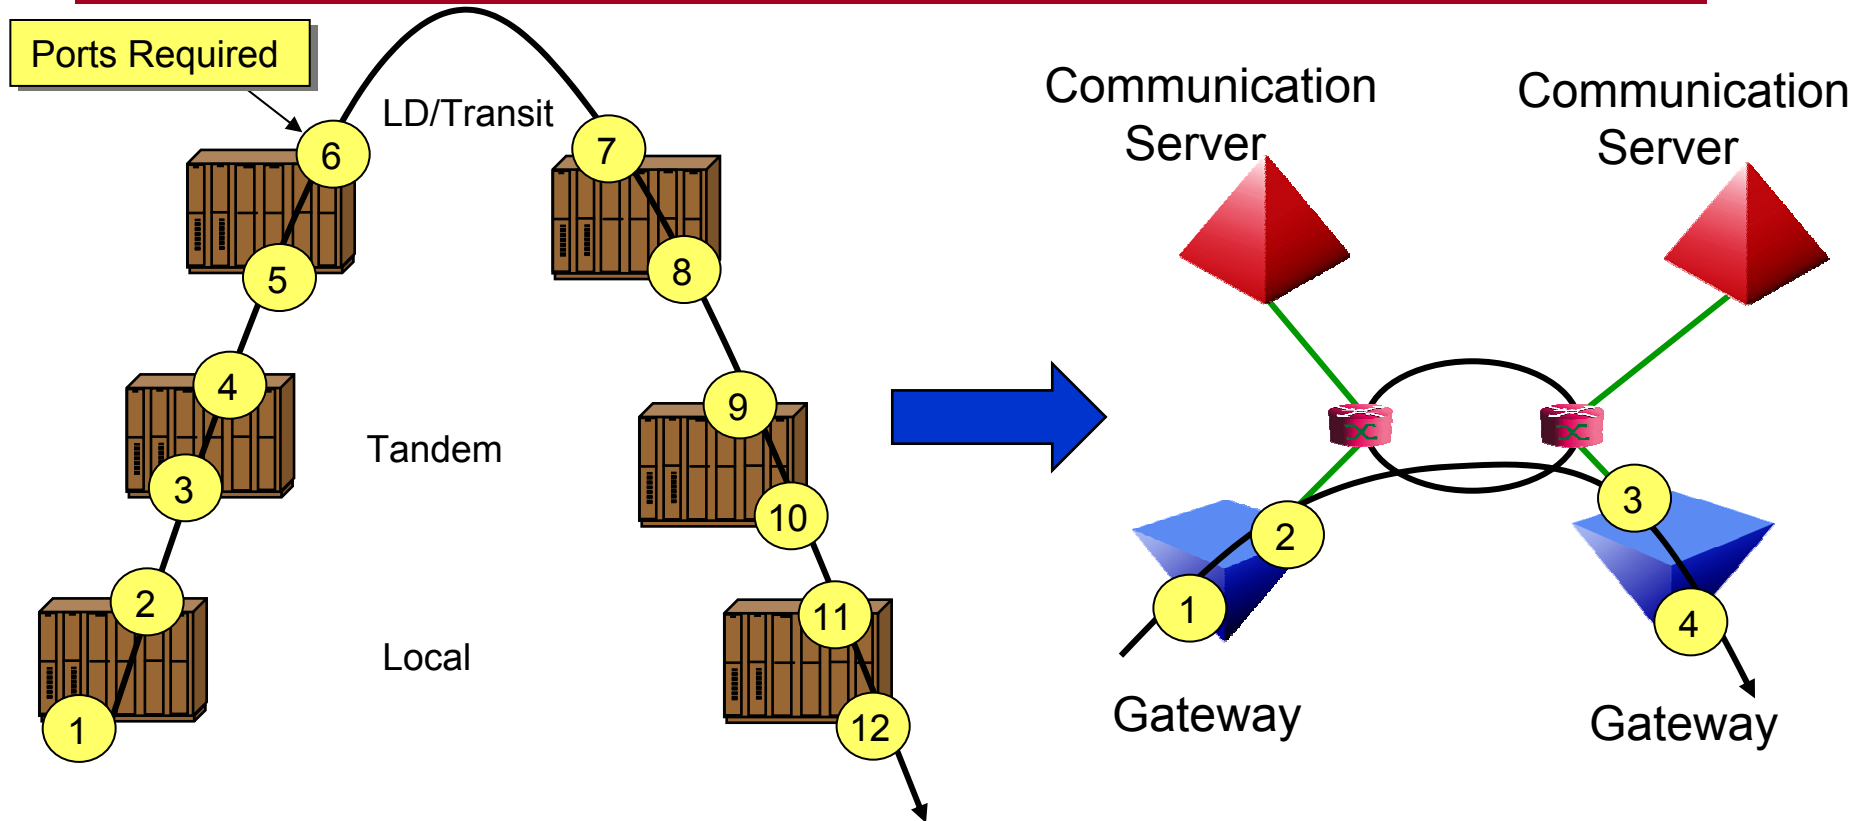 Ports Required
LD/Transit
6
7
5
8
4
9
Tandem
3
10
2
11
Local
1
12
Communication
Server
Communication
Server
2
3
1
4
Gateway
Gateway